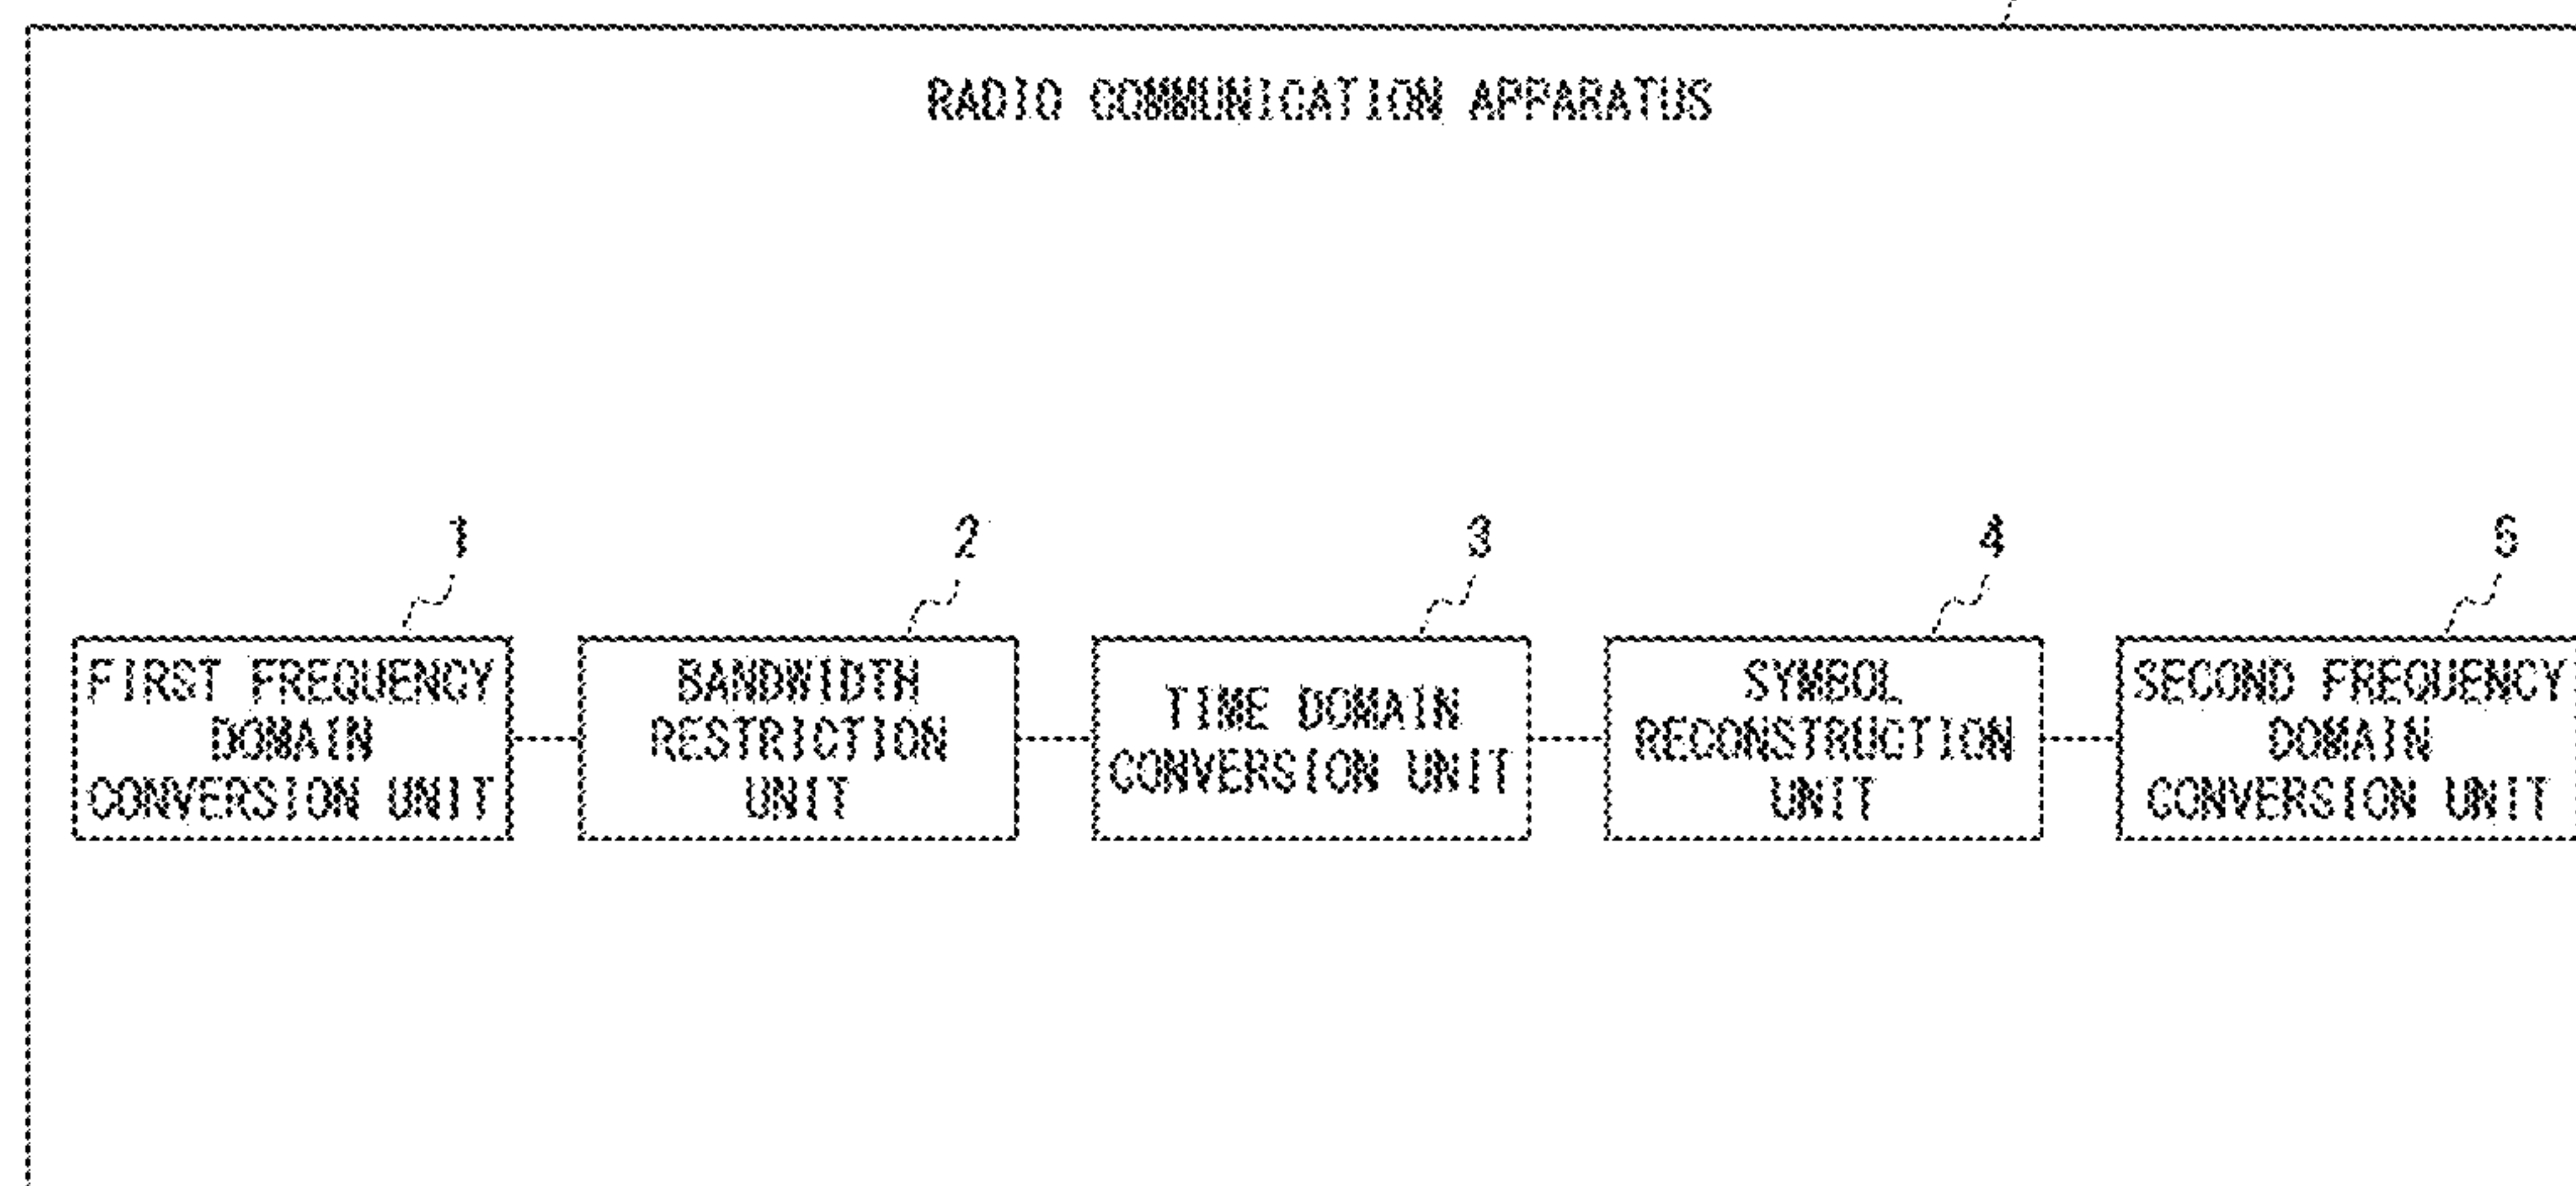 RADIO COMMUNICATION APPARATUS
1
2
3
4
5
FIRST FREQUENCY
DOMAIN
CONVERSION UNIT
BANDWIDTH
RESTRICTION
UNIT
TIME DOMAIN
CONVERSION UNIT
SYMBOL
RECONSTRUCTION
UNIT
SECOND FREQUENCY
DOMAIN
CONVERSION UNIT